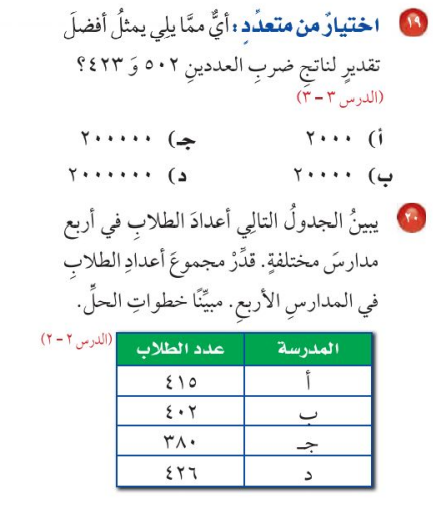 ١٩ اختيارٌ من متعدِّدٍ: أيٌّ ممَّا يلِي يمثلُ أفضلَ
تقديرٍ لناتجِ ضربِ العددينِ ٥٠٢ وَ ٤٢٣؟
(الدرس ٣ – ٣)
أ) ٢٠٠٠ جـ) ٢٠٠٠٠٠
ب) ٢٠٠٠٠ د) ٢٠٠٠٠٠٠
٢٠ يبينُ الجدولُ التالِي أعدادَ الطلابِ في أربعِ
مدارسَ مختلفةٍ. قدِّرْ مجموعَ أعدادِ الطلابِ
في المدارسِ الأربعِ. مبيِّنًا خطواتِ الحلِّ.
(الدرس ٢ – ٢)
المدرسة عدد الطلاب
أ ٤١٥
ب ٤٠٢
جـ ٣٨٠
د ٤٢٦